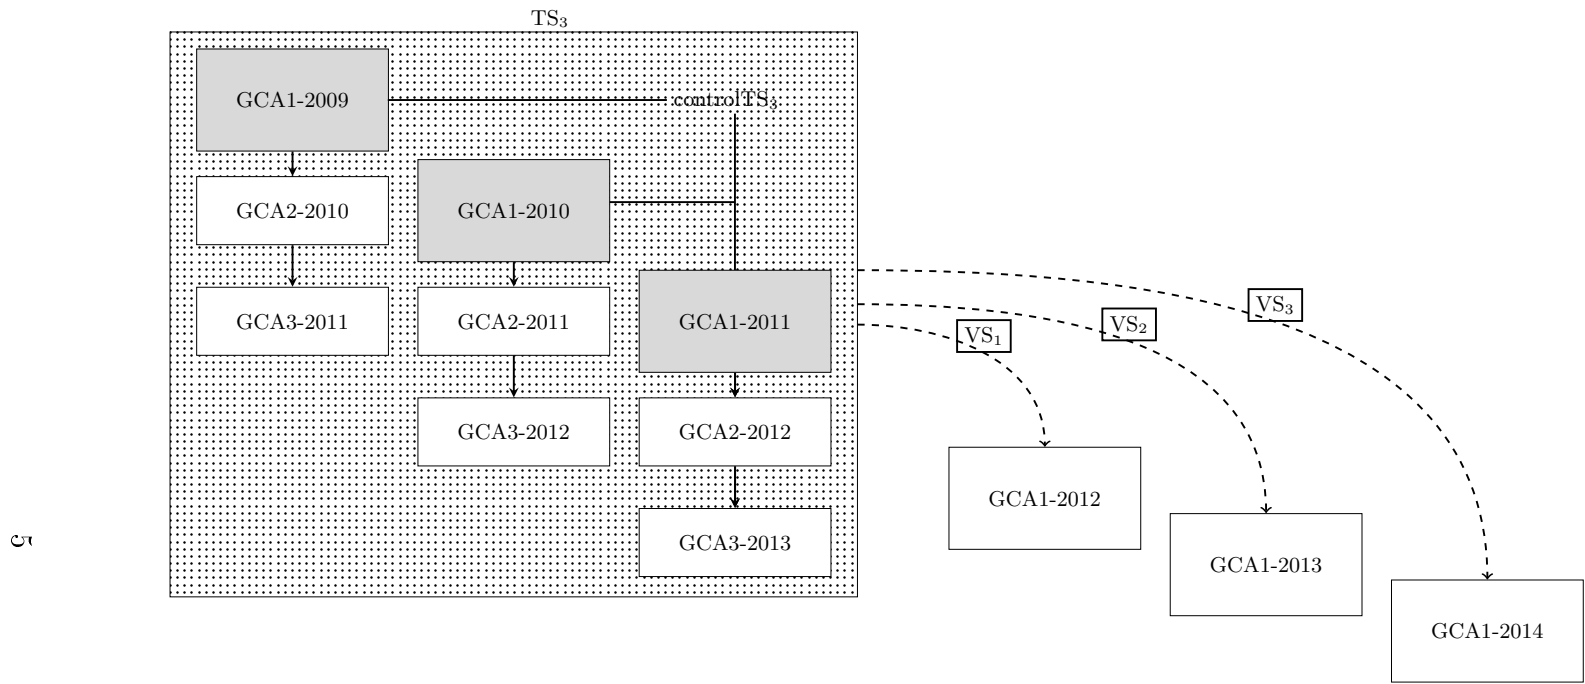 TS₃
GCA1-2009
controlTS₃
GCA2-2010
GCA1-2010
GCA3-2011
GCA2-2011
GCA1-2011
VS₁
VS₂
VS₃
GCA3-2012
GCA2-2012
GCA1-2012
GCA3-2013
GCA1-2013
GCA1-2014
5